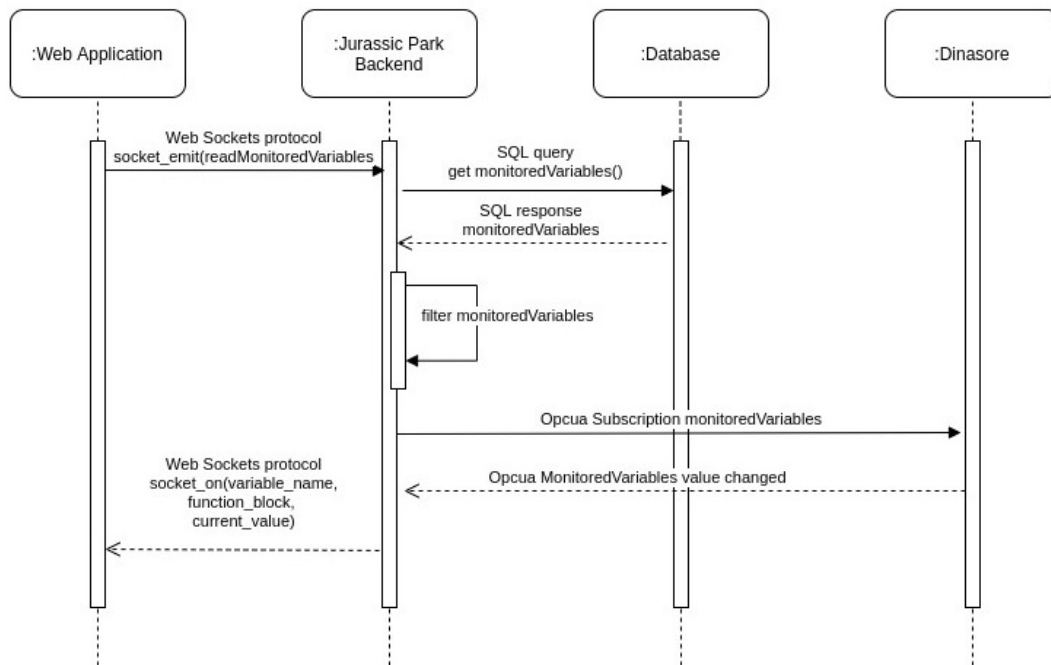 :Web Application
:Jurassic Park
Backend
:Database
:Dinasore
Web Sockets protocol
socket_emit(readMonitoredVariables
SQL query
get monitoredVariables()
SQL response
monitoredVariables
filter monitoredVariables
Opcua Subscription monitoredVariables
Web Sockets protocol
socket_on(variable_name,
function_block,
current_value)
Opcua MonitoredVariables value changed